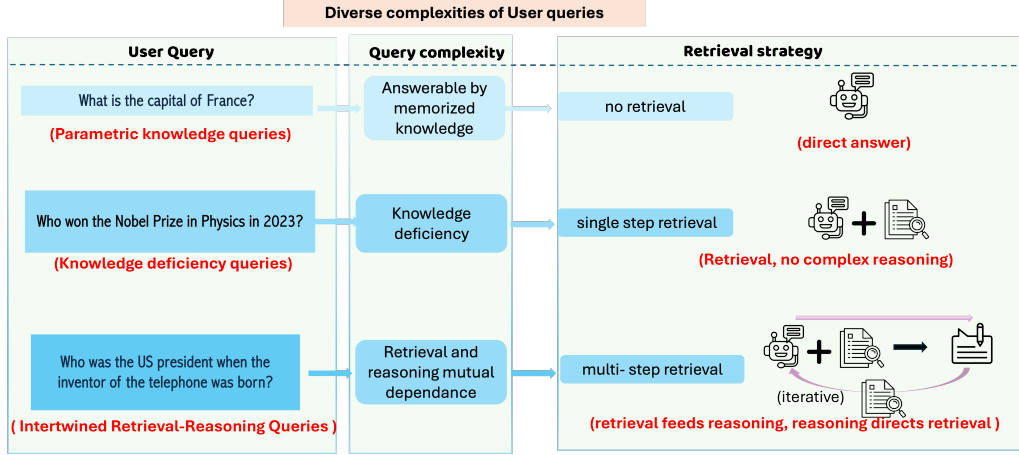 Diverse complexities of User queries
User Query
Query complexity
Retrieval strategy
What is the capital of France?
(Parametric knowledge queries)
Answerable by
memorized
knowledge
no retrieval
(direct answer)
Who won the Nobel Prize in Physics in 2023?
(Knowledge deficiency queries)
Knowledge
deficiency
single step retrieval
(Retrieval, no complex reasoning)
Who was the US president when the
inventor of the telephone was born?
( Intertwined Retrieval-Reasoning Queries )
Retrieval and
reasoning mutual
dependance
multi- step retrieval
(iterative)
(retrieval feeds reasoning, reasoning directs retrieval )